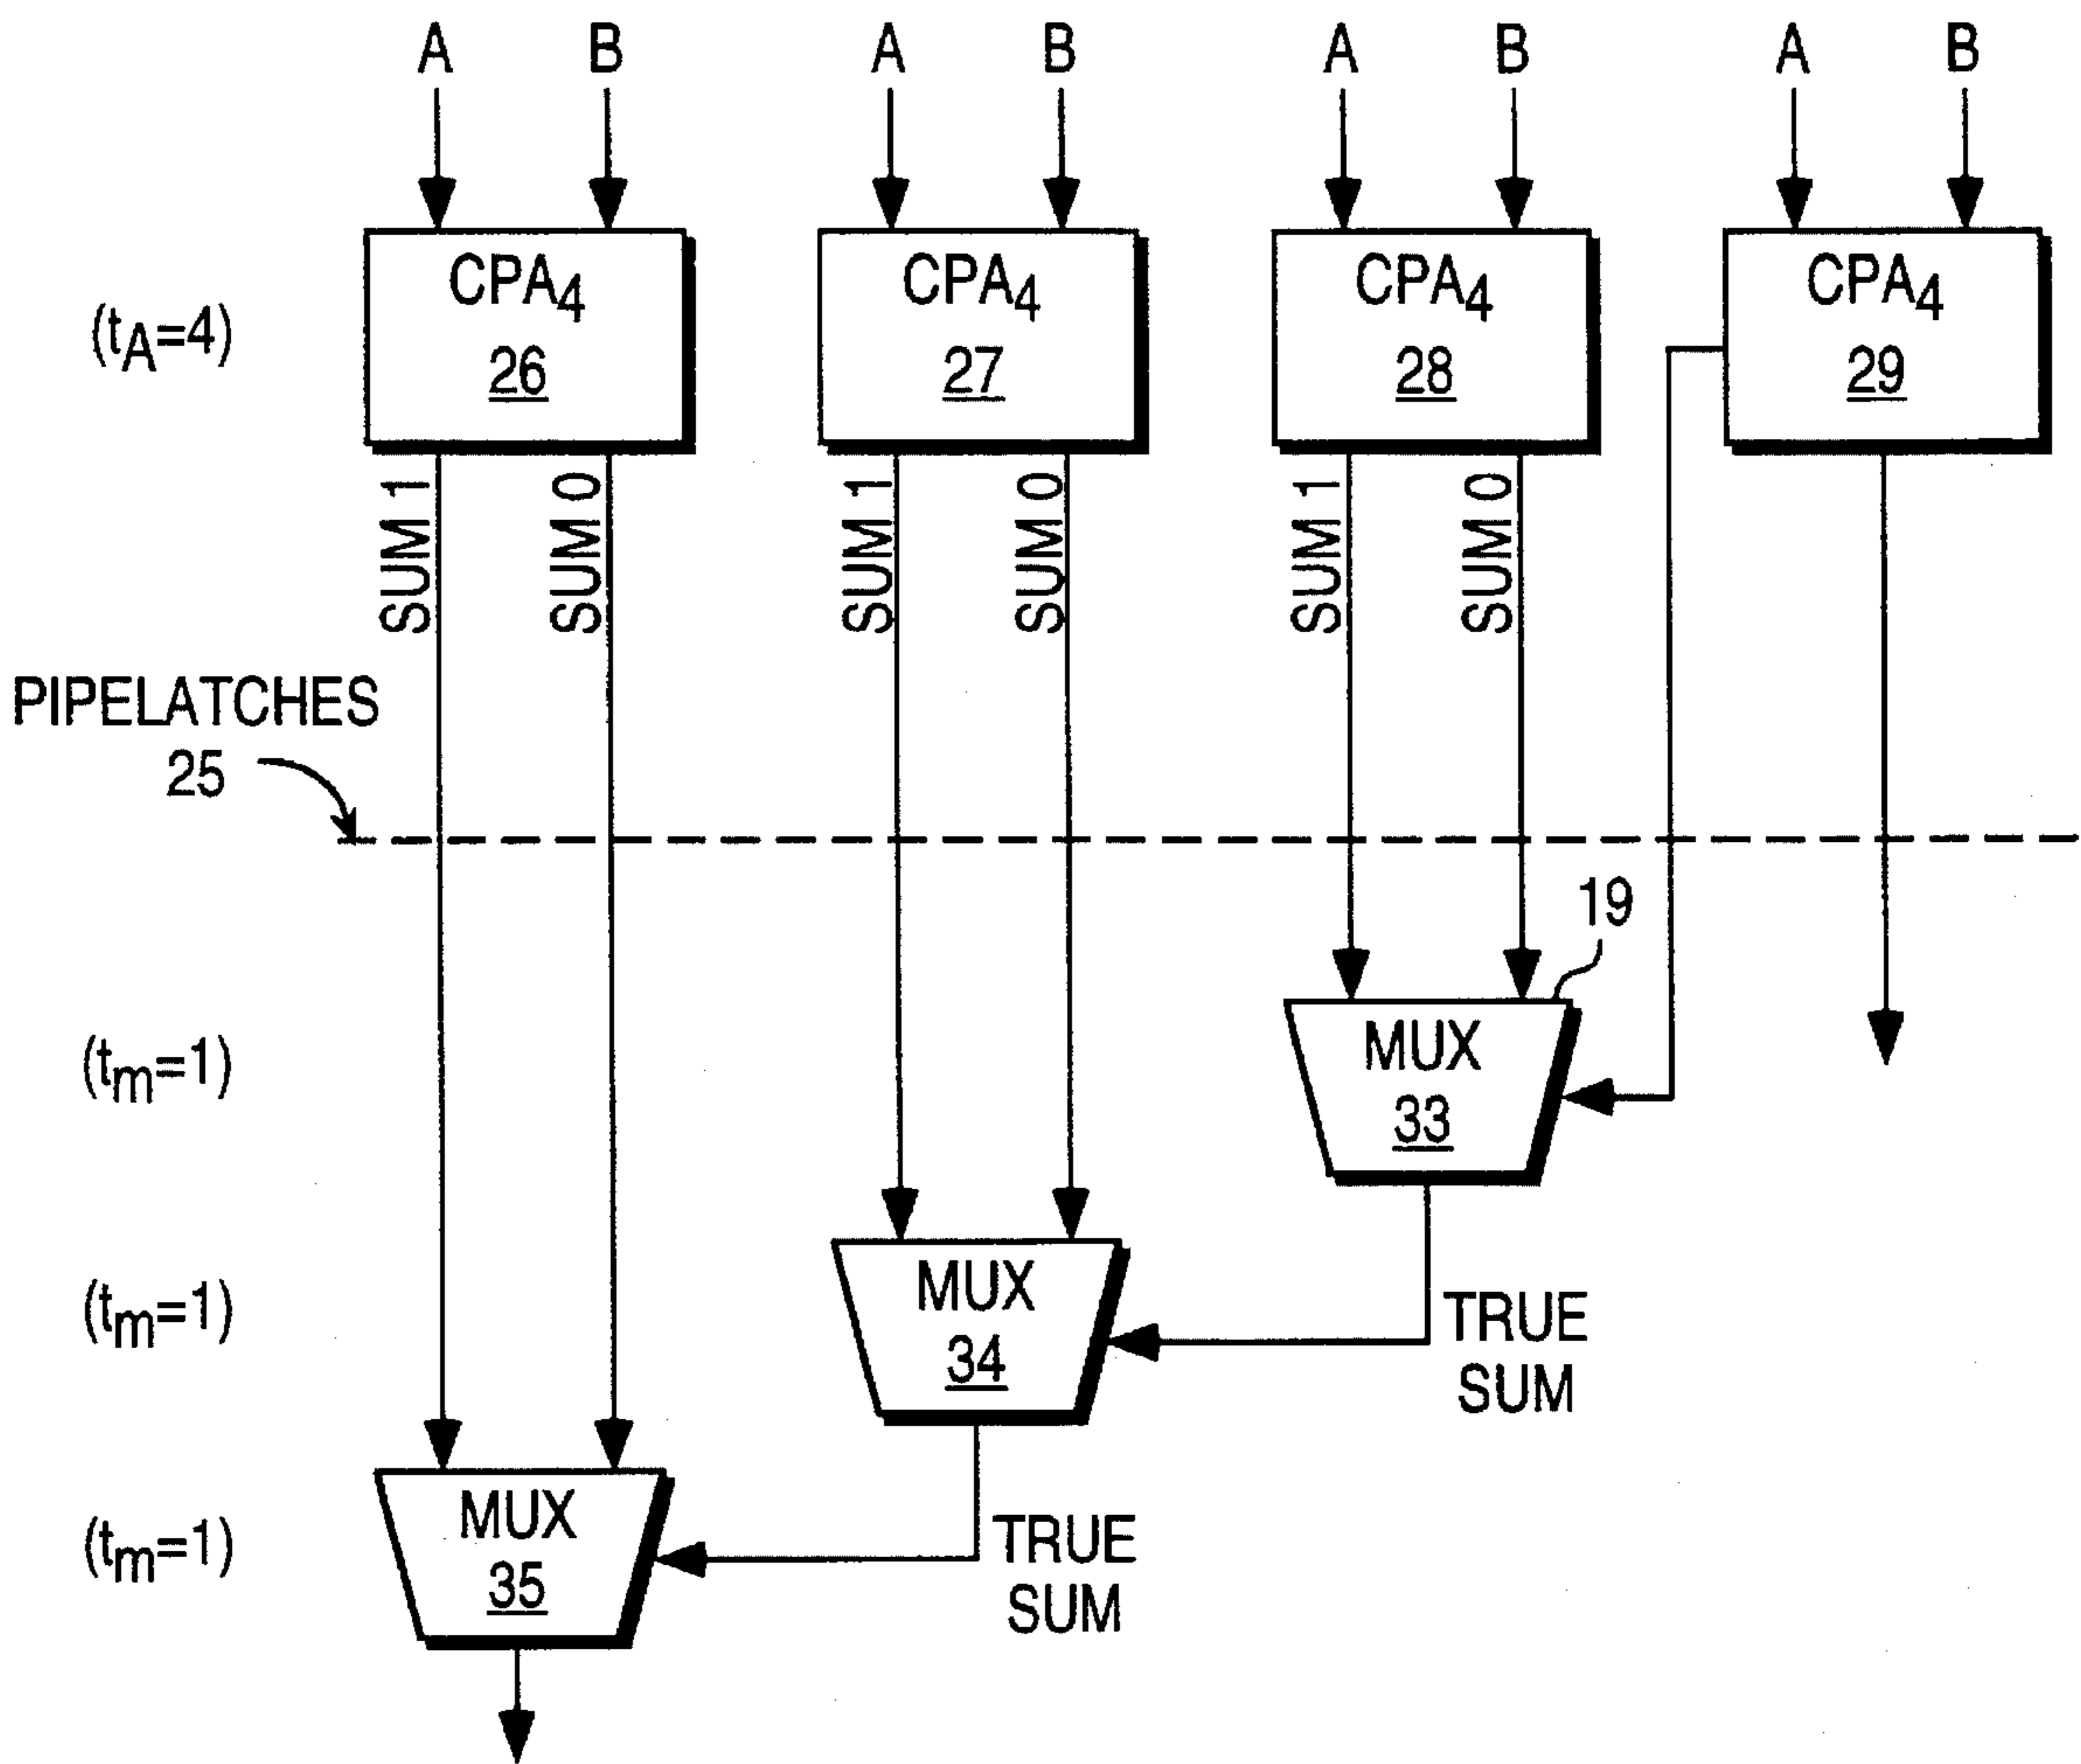 A B A B A B A B
CPA4 CPA4 CPA4 CPA4
(tA=4)
26 27 28 29
SUM 1 SUM 0 SUM 1 SUM 0 SUM 1 SUM 0
PIPELATCHES
25
19
(tm=1)
MUX
33
(tm=1)
MUX
34
TRUE
SUM
(tm=1)
MUX
35
TRUE
SUM